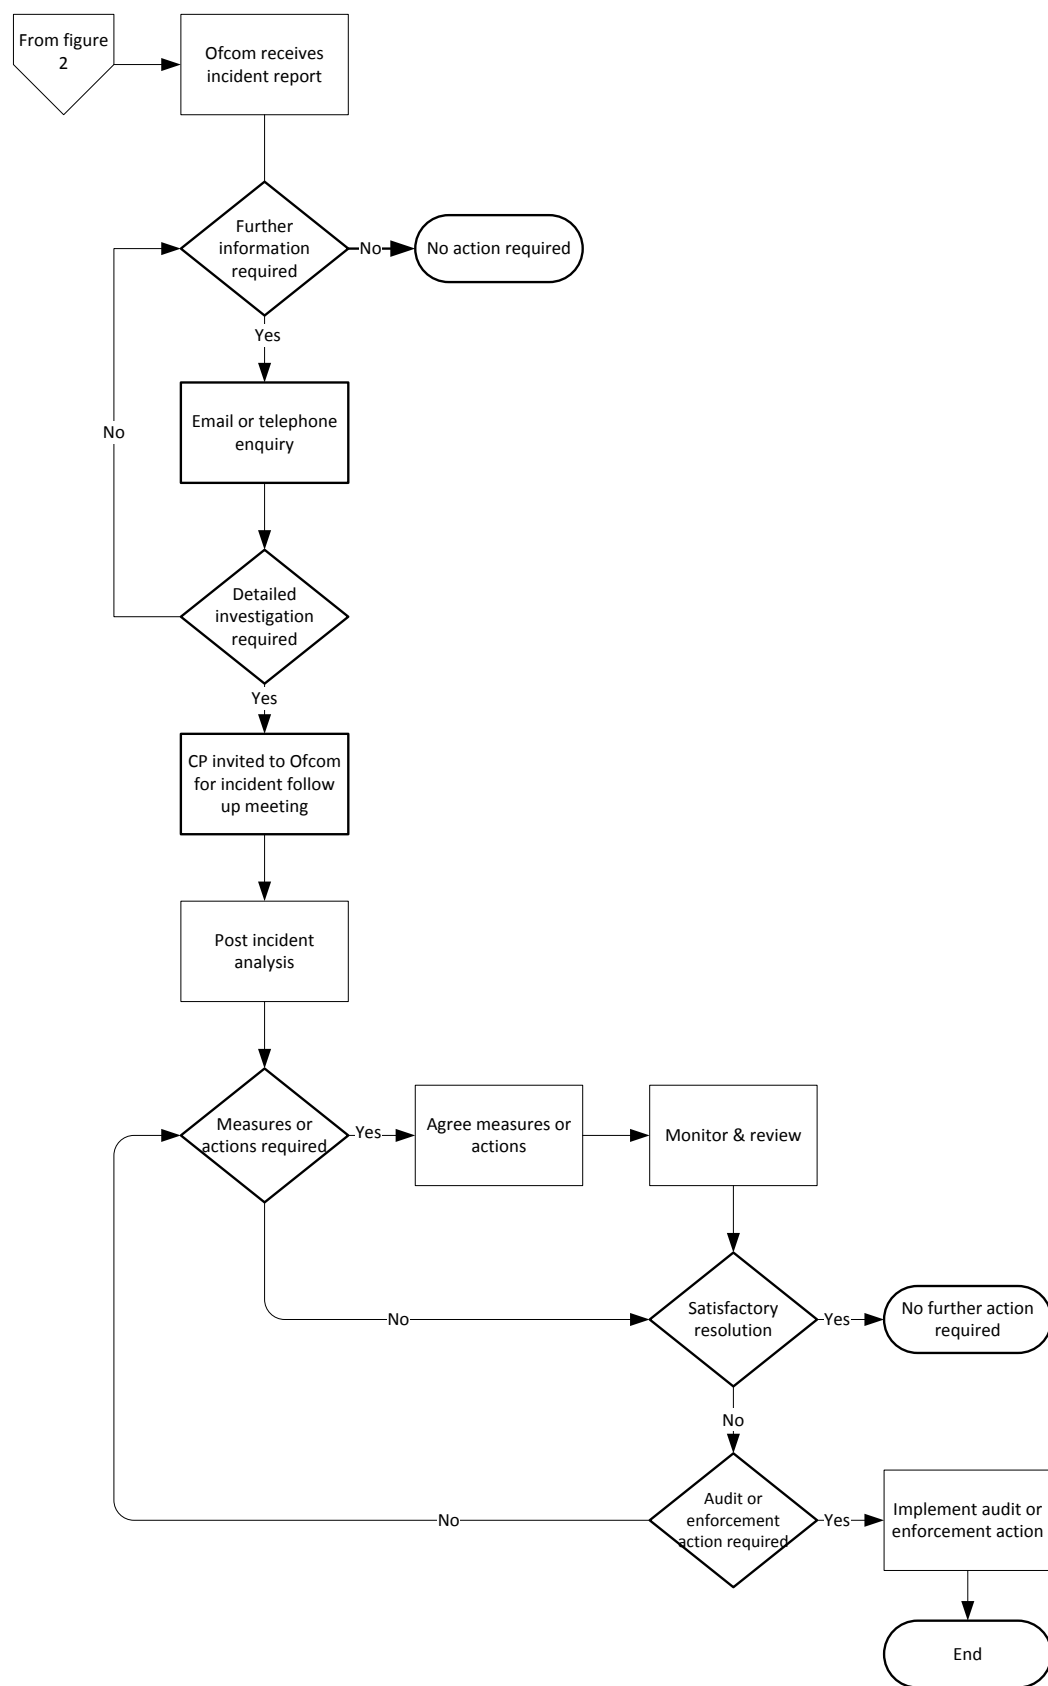 From figure
2
Ofcom receives
incident report
Further
information
required
No
No action required
Yes
Email or telephone
enquiry
No
Detailed
investigation
required
Yes
CP invited to Ofcom
for incident follow
up meeting
Post incident
analysis
Measures or
actions required
Yes
Agree measures or
actions
Monitor & review
No
Satisfactory
resolution
Yes
No further action
required
No
No
Audit or
enforcement
action required
Yes
Implement audit or
enforcement action
End